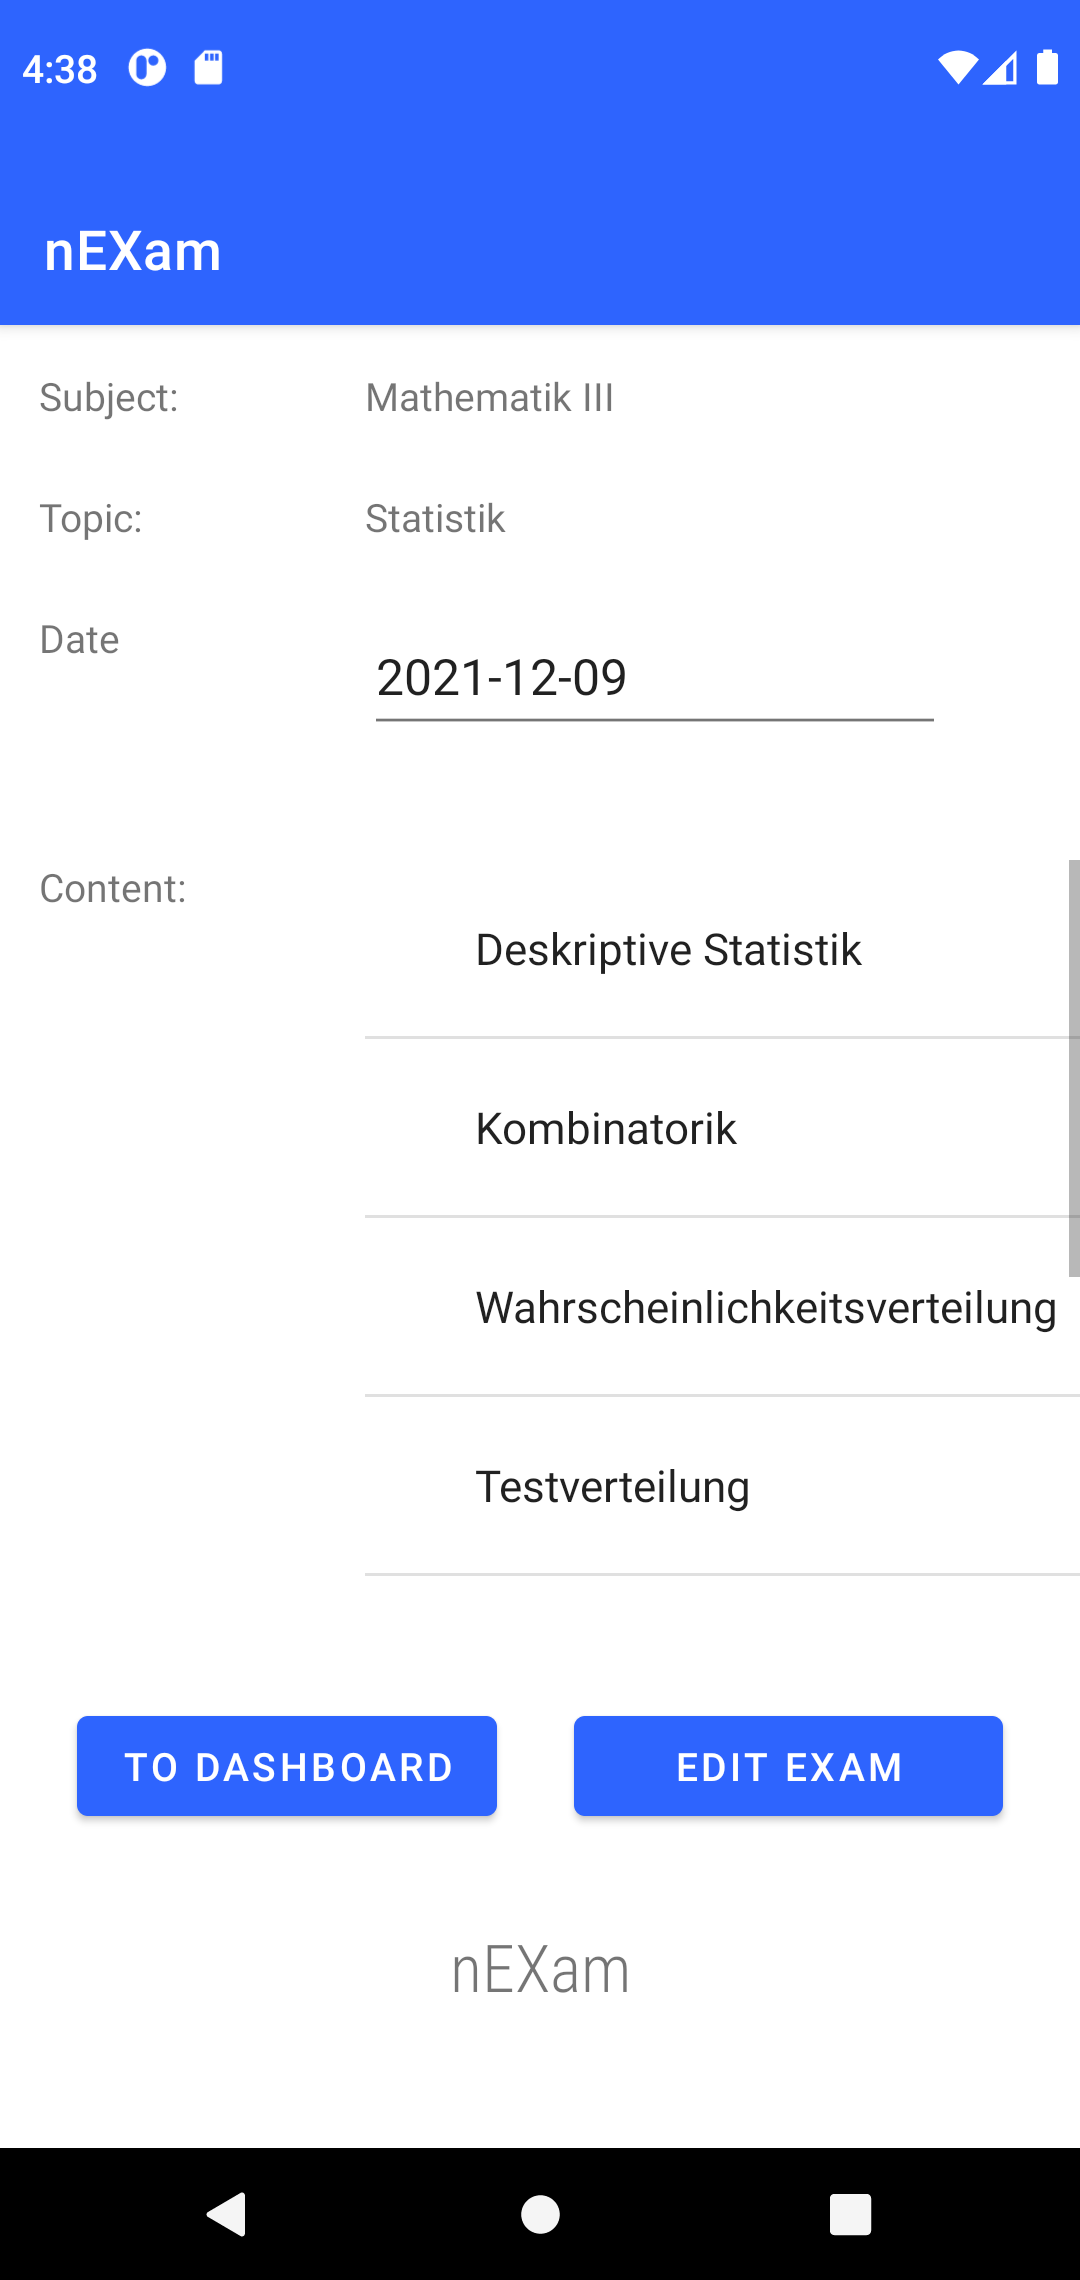 4:38
nEXam
Subject: Mathematik III
Topic: Statistik
Date 2021-12-09
Content:
Deskriptive Statistik
Kombinatorik
Wahrscheinlichkeitsverteilung
Testverteilung
TO DASHBOARD EDIT EXAM
nEXam